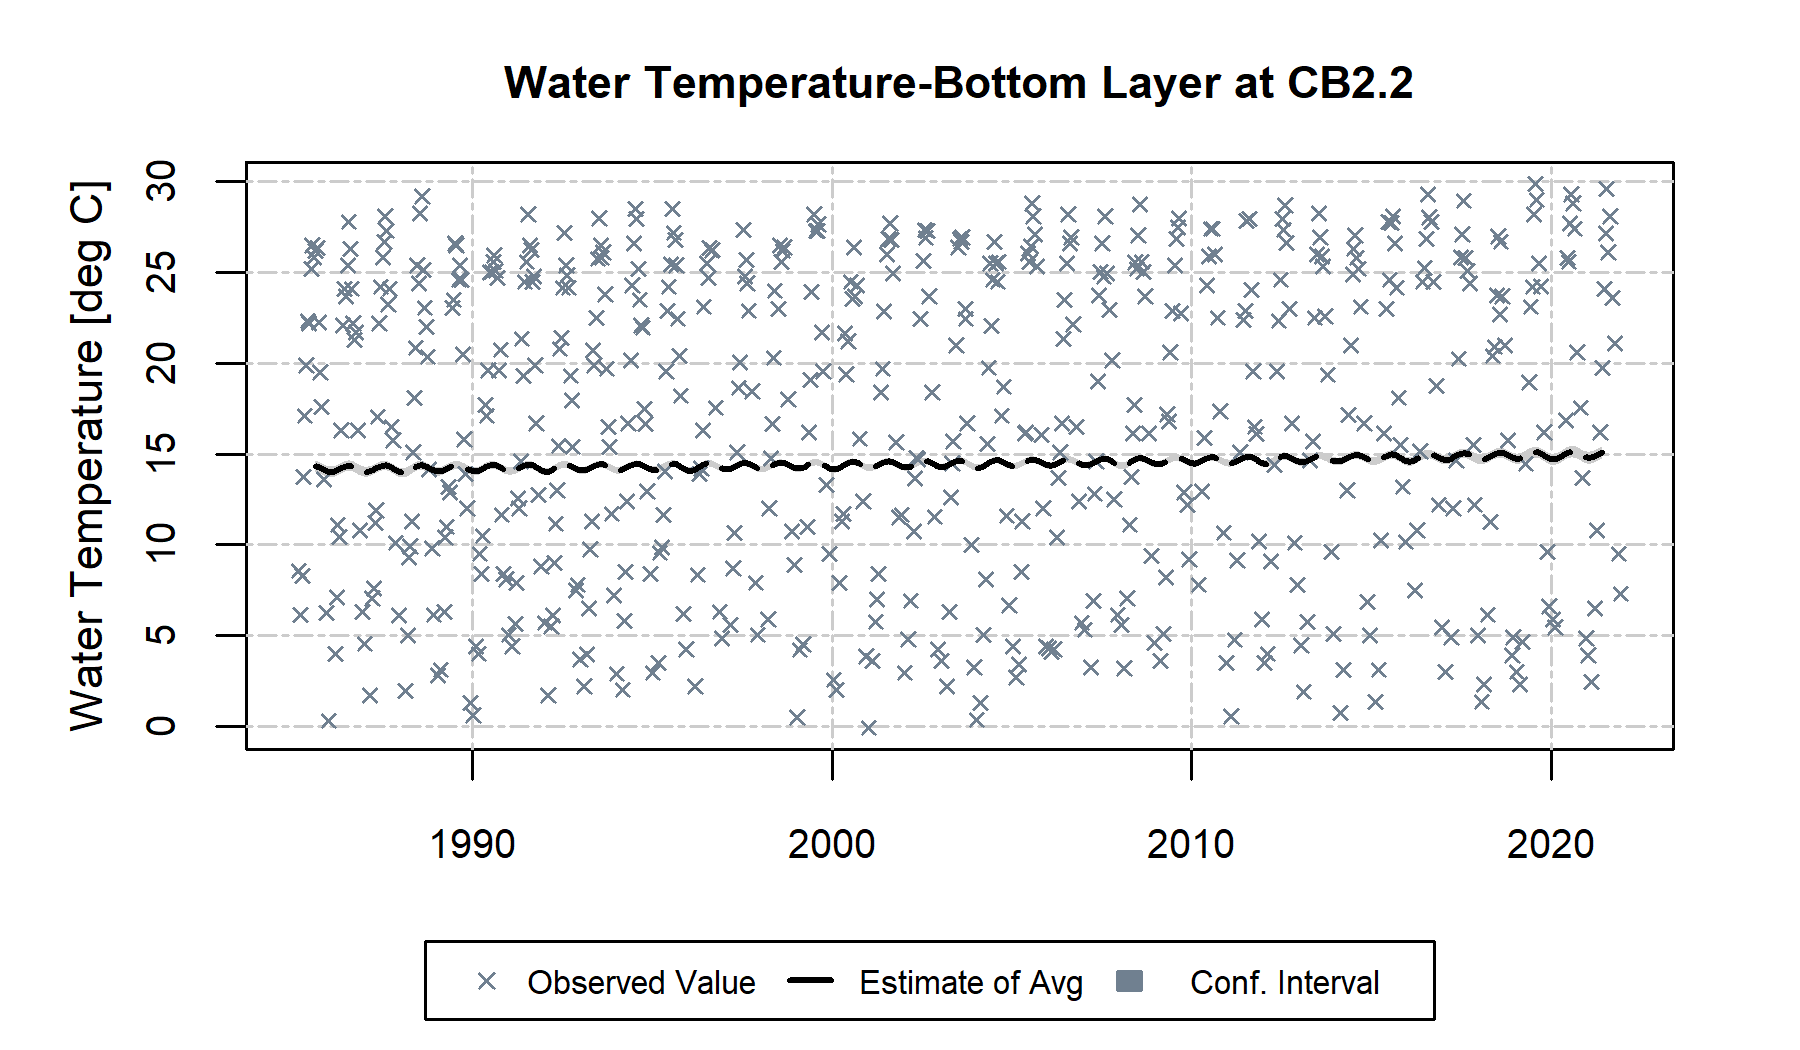 Water Temperature-Bottom Layer at CB2.2
Water Temperature [deg C]
30
25
20
15
10
5
0
1990 2000 2010 2020
Observed Value Estimate of Avg Conf. Interval